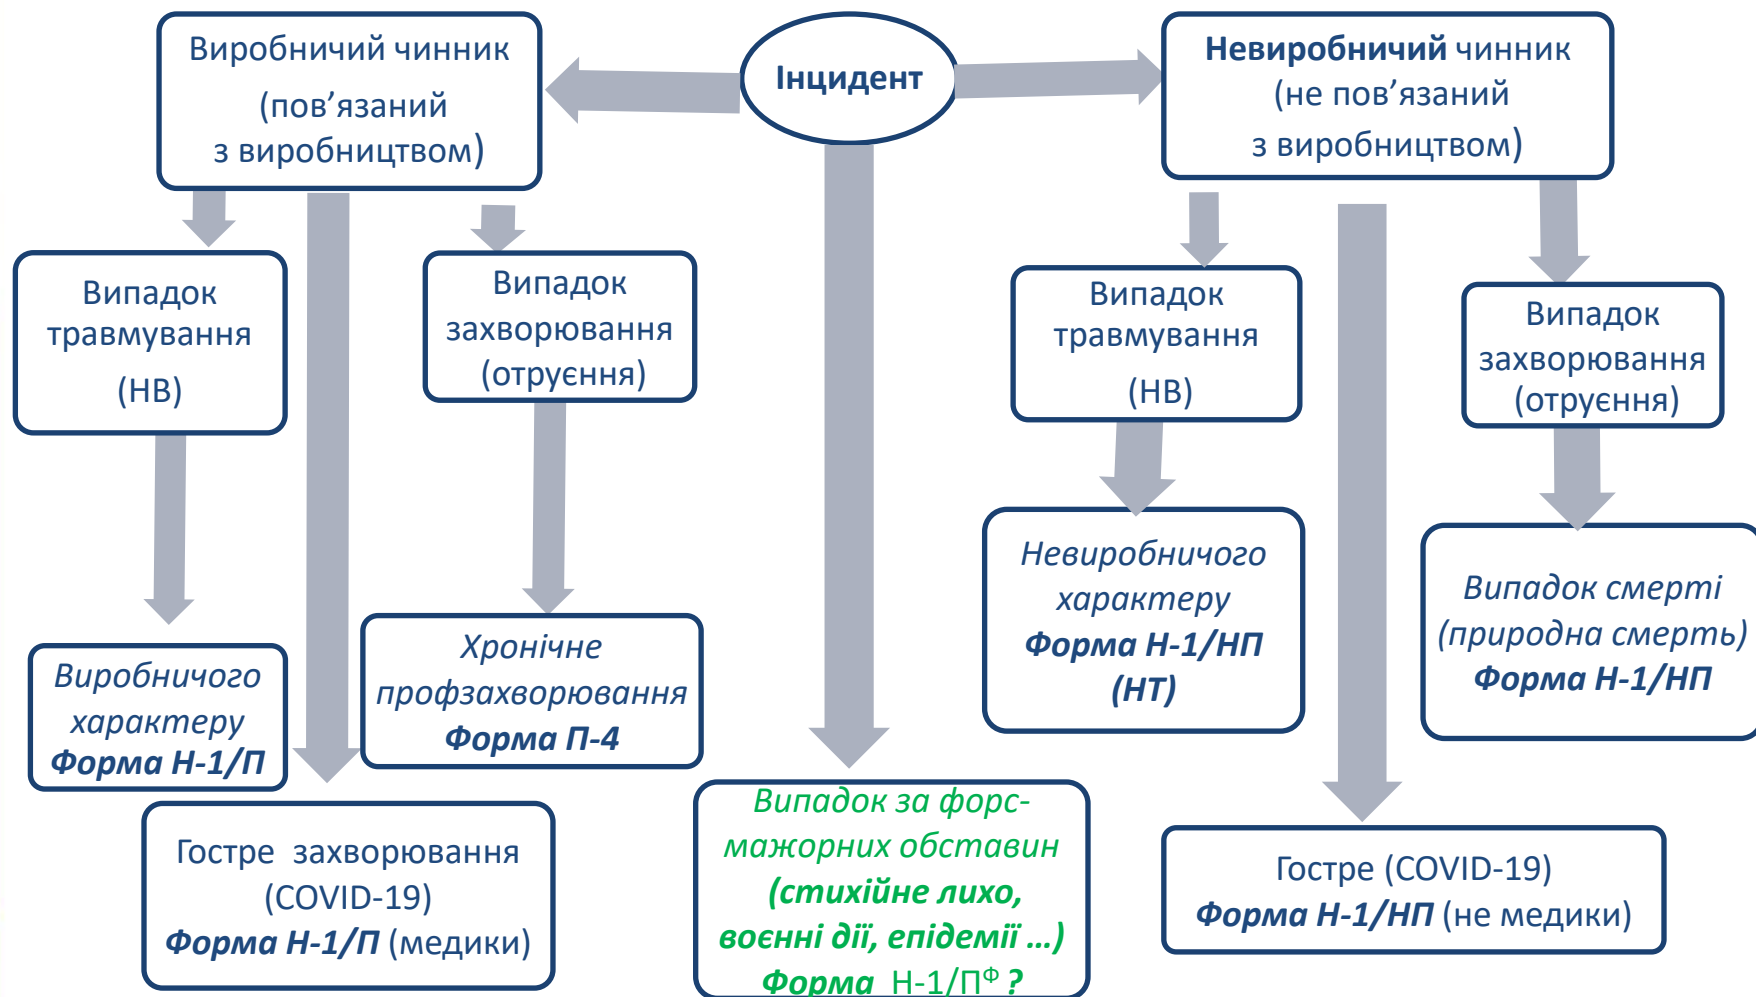 Виробничий чинник
(пов’язаний
з виробництвом)
Інцидент
Невиробничий чинник
(не пов’язаний
з виробництвом)
Випадок
травмування
(НВ)
Випадок
захворювання
(отруєння)
Випадок
травмування
(НВ)
Випадок
захворювання
(отруєння)
Виробничого
характеру
Форма Н-1/П
Хронічне
профзахворювання
Форма П-4
Невиробничого
характеру
Форма Н-1/НП
(НТ)
Випадок смерті
(природна смерть)
Форма Н-1/НП
Гостре захворювання
(COVID-19)
Форма Н-1/П (медики)
Випадок за форс-
мажорних обставин
(стихійне лихо,
воєнні дії, епідемії ...)
Форма Н-1/ПФ ?
Гостре (COVID-19)
Форма Н-1/НП (не медики)